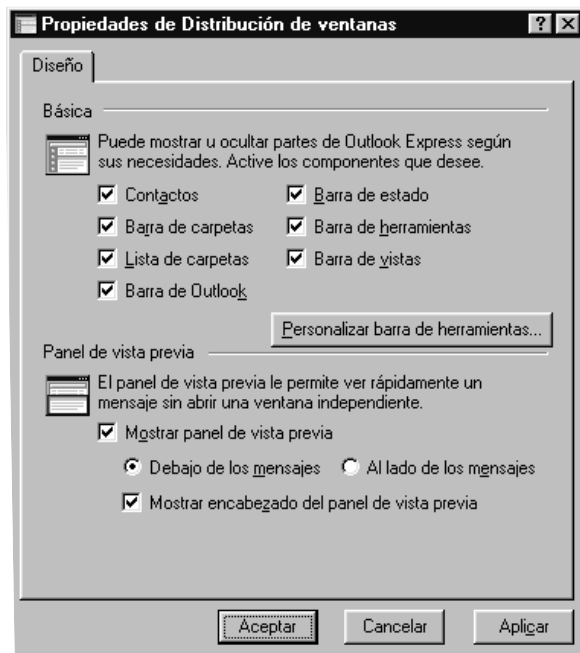 Propiedades de Distribución de ventanas
Diseño
Básica
Puede mostrar u ocultar partes de Outlook Express según
sus necesidades. Active los componentes que desee.
Contactos
Barra de estado
Barra de carpetas
Barra de herramientas
Lista de carpetas
Barra de vistas
Barra de Outlook
Personalizar barra de herramientas...
Panel de vista previa
El panel de vista previa le permite ver rápidamente un
mensaje sin abrir una ventana independiente.
Mostrar panel de vista previa
Debajo de los mensajes
Al lado de los mensajes
Mostrar encabezado del panel de vista previa
Aceptar
Cancelar
Aplicar